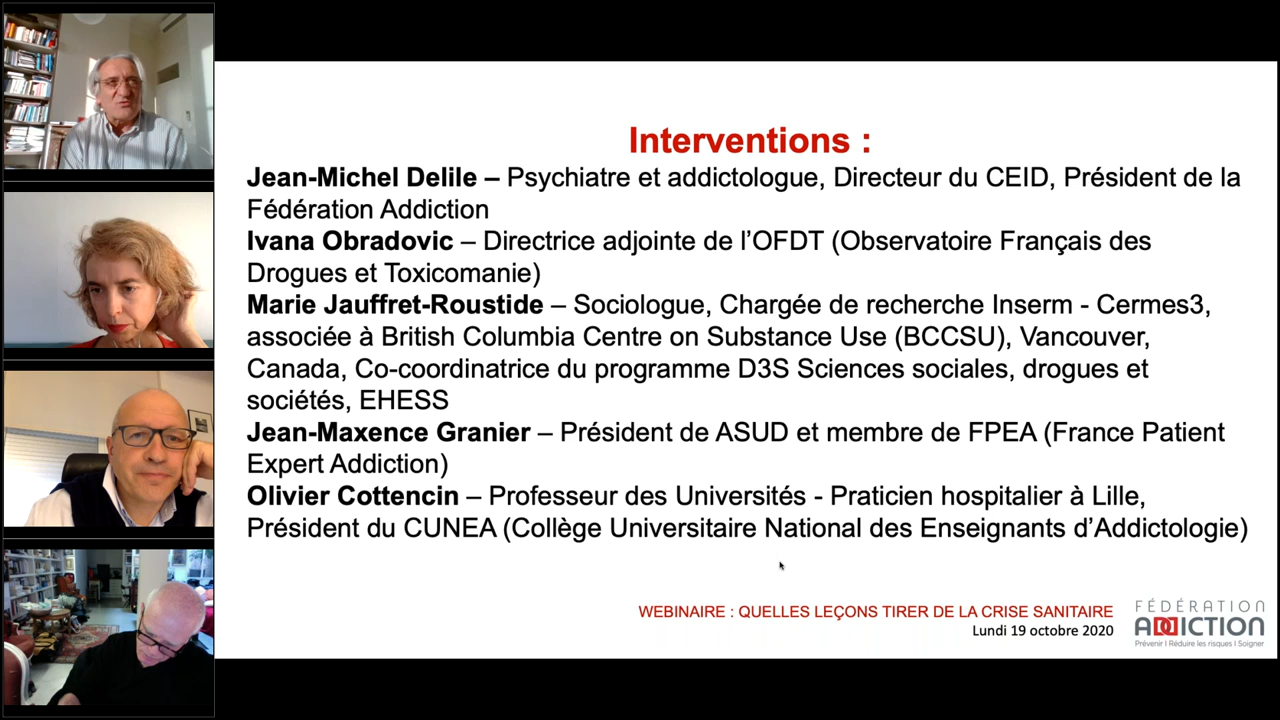 Interventions :
Jean-Michel Delile – Psychiatre et addictologue, Directeur du CEID, Président de la
Fédération Addiction
Ivana Obradovic – Directrice adjointe de l’OFDT (Observatoire Français des
Drogues et Toxicomanie)
Marie Jauffret-Roustide – Sociologue, Chargée de recherche Inserm - Cermes3,
associée à British Columbia Centre on Substance Use (BCCSU), Vancouver,
Canada, Co-coordinatrice du programme D3S Sciences sociales, drogues et
sociétés, EHESS
Jean-Maxence Granier – Président de ASUD et membre de FPEA (France Patient
Expert Addiction)
Olivier Cottencin – Professeur des Universités - Praticien hospitalier à Lille,
Président du CUNEA (Collège Universitaire National des Enseignants d’Addictologie)
WEBINAIRE : QUELLES LEÇONS TIRER DE LA CRISE SANITAIRE
Lundi 19 octobre 2020
FÉDÉRATION
ADDICTION
Prévenir I Réduire les risques I Soigner